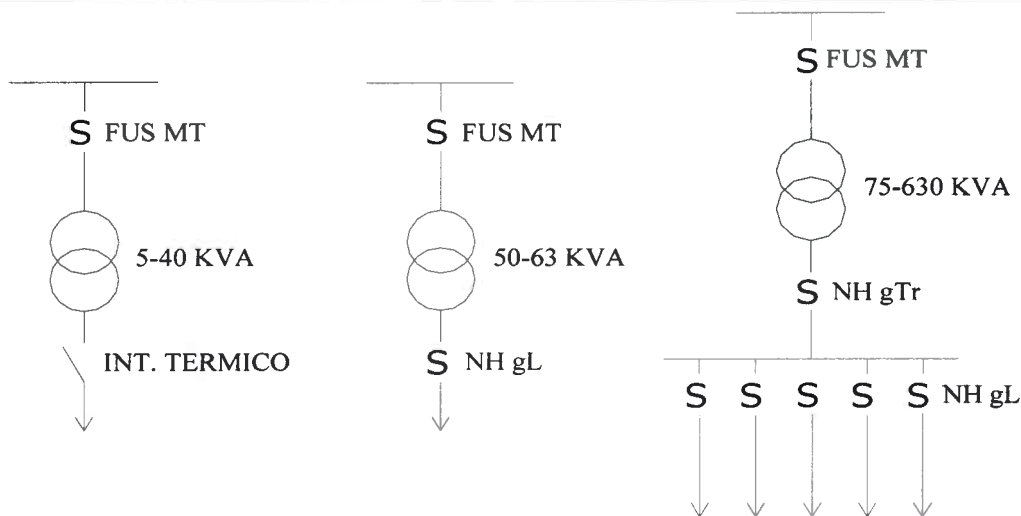 S FUS MT
5-40 KVA
INT. TERMICO
S FUS MT
50-63 KVA
S NH gL
S FUS MT
75-630 KVA
S NH gTr
S S S S S NH gL